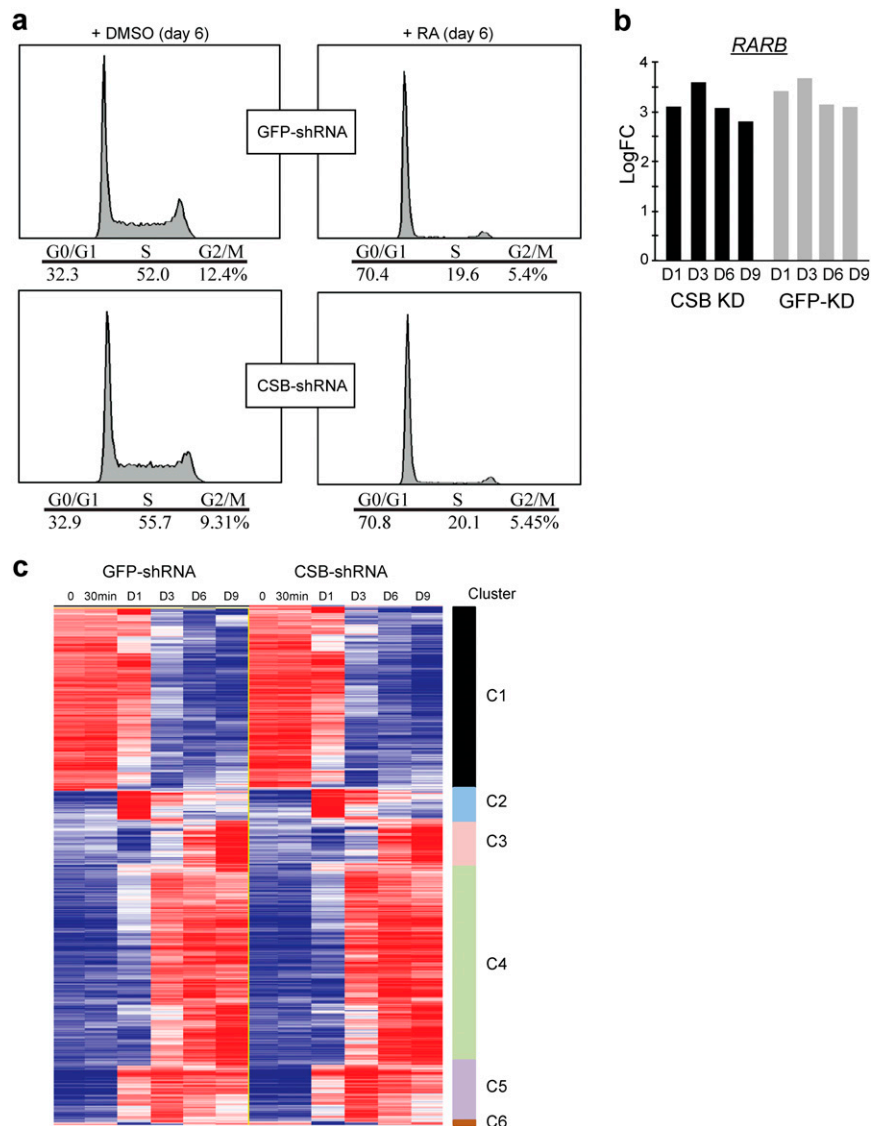 a
+ DMSO (day 6)
+ RA (day 6)
GFP-shRNA
G0/G1 S G2/M
32.3 52.0 12.4%
G0/G1 S G2/M
70.4 19.6 5.4%
CSB-shRNA
G0/G1 S G2/M
32.9 55.7 9.31%
G0/G1 S G2/M
70.8 20.1 5.45%
b
RARB
LogFC
4
3
2
1
0
D1 D3 D6 D9 D1 D3 D6 D9
CSB KD GFP-KD
c
GFP-shRNA CSB-shRNA
0 30min D1 D3 D6 D9 0 30min D1 D3 D6 D9
Cluster
C1
C2
C3
C4
C5
C6